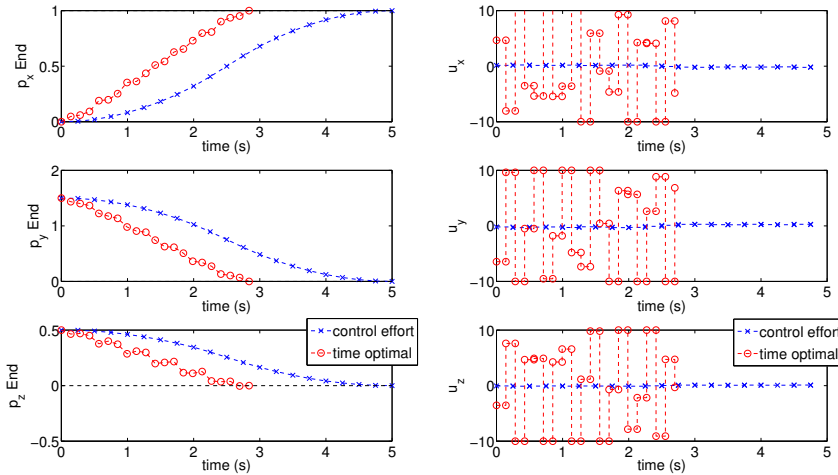 1
0.5
0
p_x End
0 1 2 3 4 5
time (s)
10
0
-10
u_x
0 1 2 3 4 5
time (s)
2
1
0
p_y End
0 1 2 3 4 5
time (s)
10
0
-10
u_y
0 1 2 3 4 5
time (s)
0.5
0
-0.5
p_z End
control effort
time optimal
0 1 2 3 4 5
time (s)
10
0
-10
u_z
control effort
time optimal
0 1 2 3 4 5
time (s)